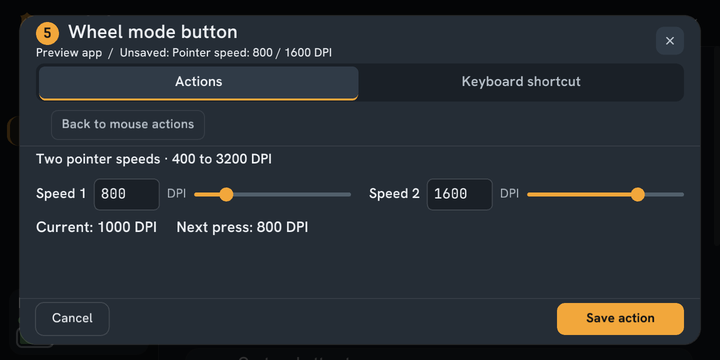 5 Wheel mode button
Preview app / Unsaved: Pointer speed: 800 / 1600 DPI
×
Actions
Keyboard shortcut
Back to mouse actions
Two pointer speeds · 400 to 3200 DPI
Speed 1 800 DPI
Speed 2 1600 DPI
Current: 1000 DPI Next press: 800 DPI
Cancel
Save action